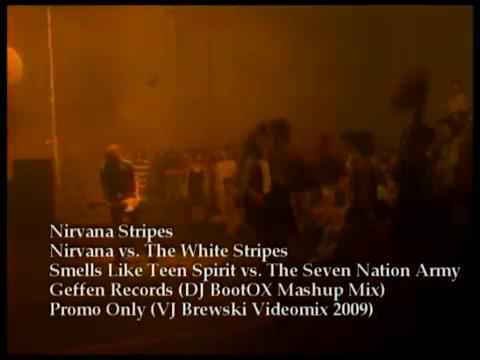 Nirvana Stripes
Nirvana vs. The White Stripes
Smells Like Teen Spirit vs. The Seven Nation Army
Geffen Records (DJ BootOX Mashup Mix)
Promo Only (VJ Brewski Videomix 2009)